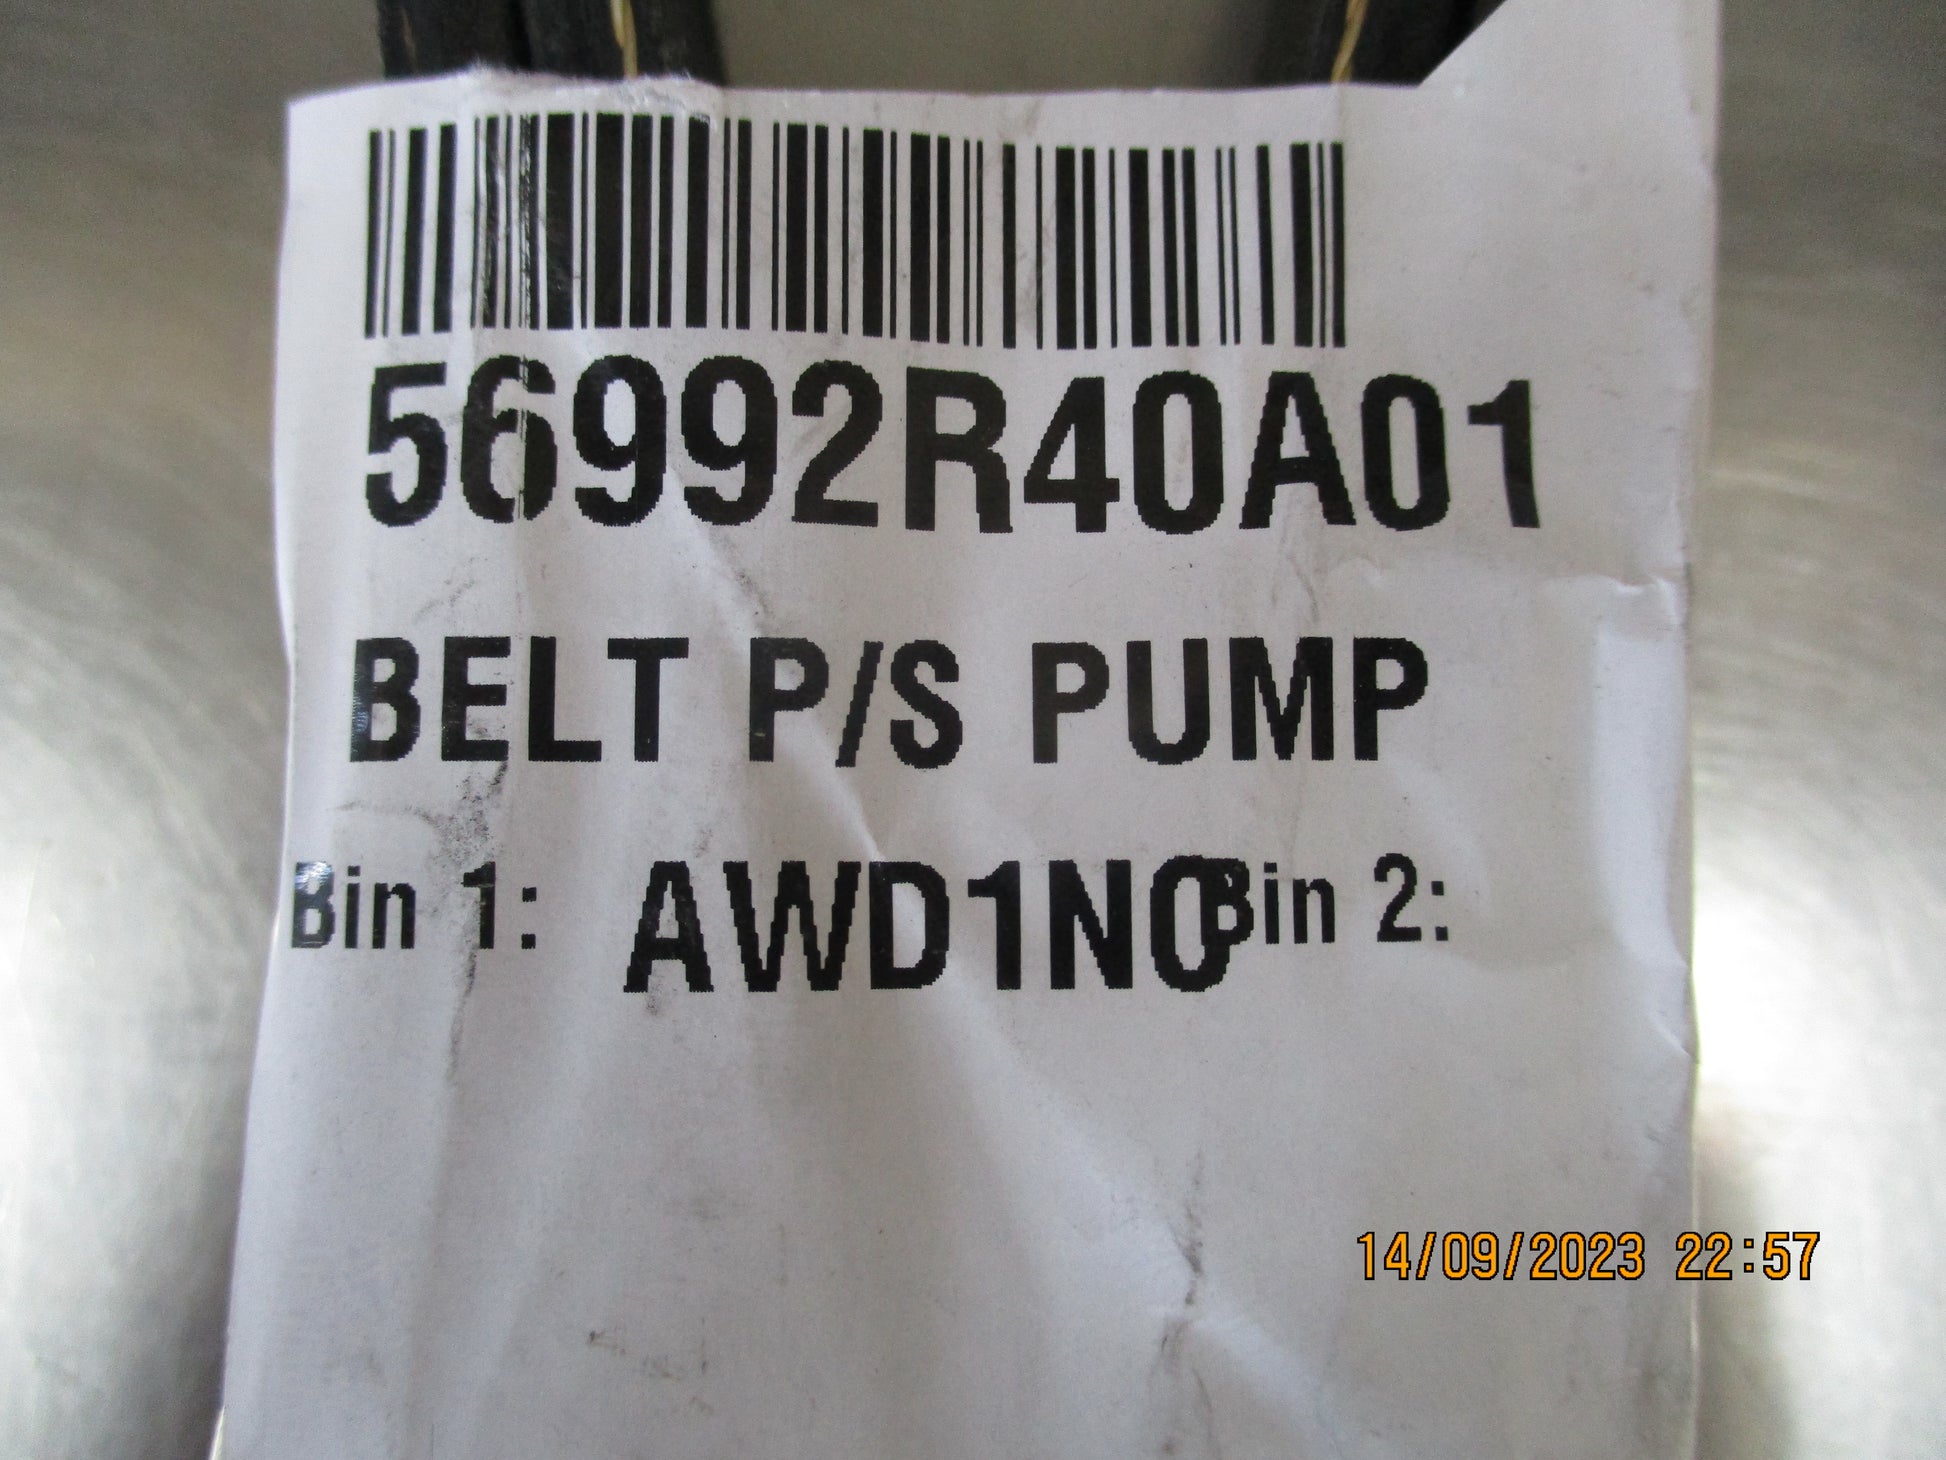 56992R40A01
BELT P/S PUMP
Bin 1: AWD1N0 Bin 2:
14/09/2023 22:57